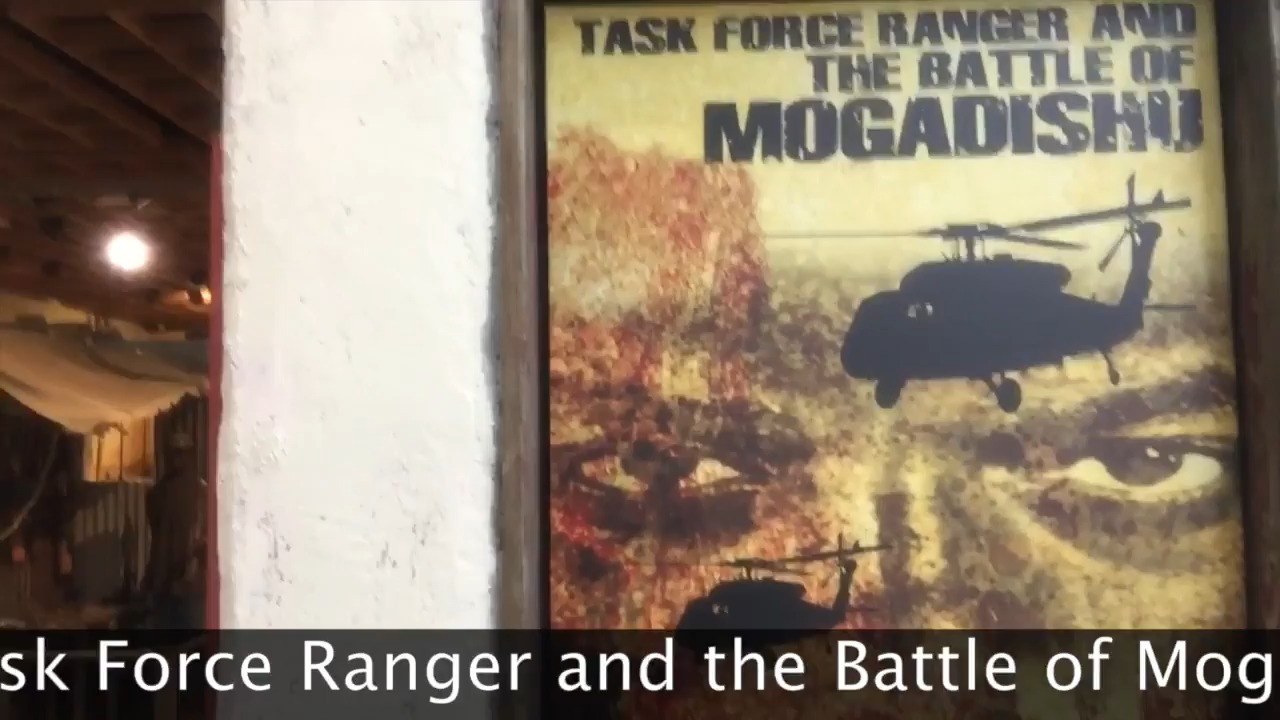 TASK FORCE RANGER AND
THE BATTLE OF
MOGADISHU
sk Force Ranger and the Battle of Mog